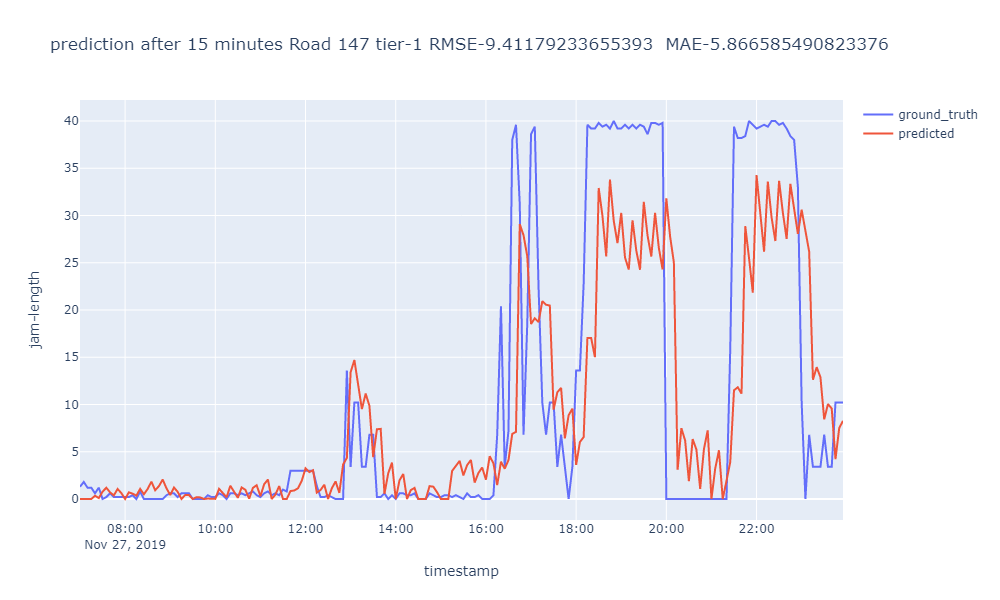 prediction after 15 minutes Road 147 tier-1 RMSE-9.41179233655393  MAE-5.866585490823376
ground_truth
predicted
40
35
30
25
20
15
10
5
0
jam-length
08:00 10:00 12:00 14:00 16:00 18:00 20:00 22:00
Nov 27, 2019
timestamp